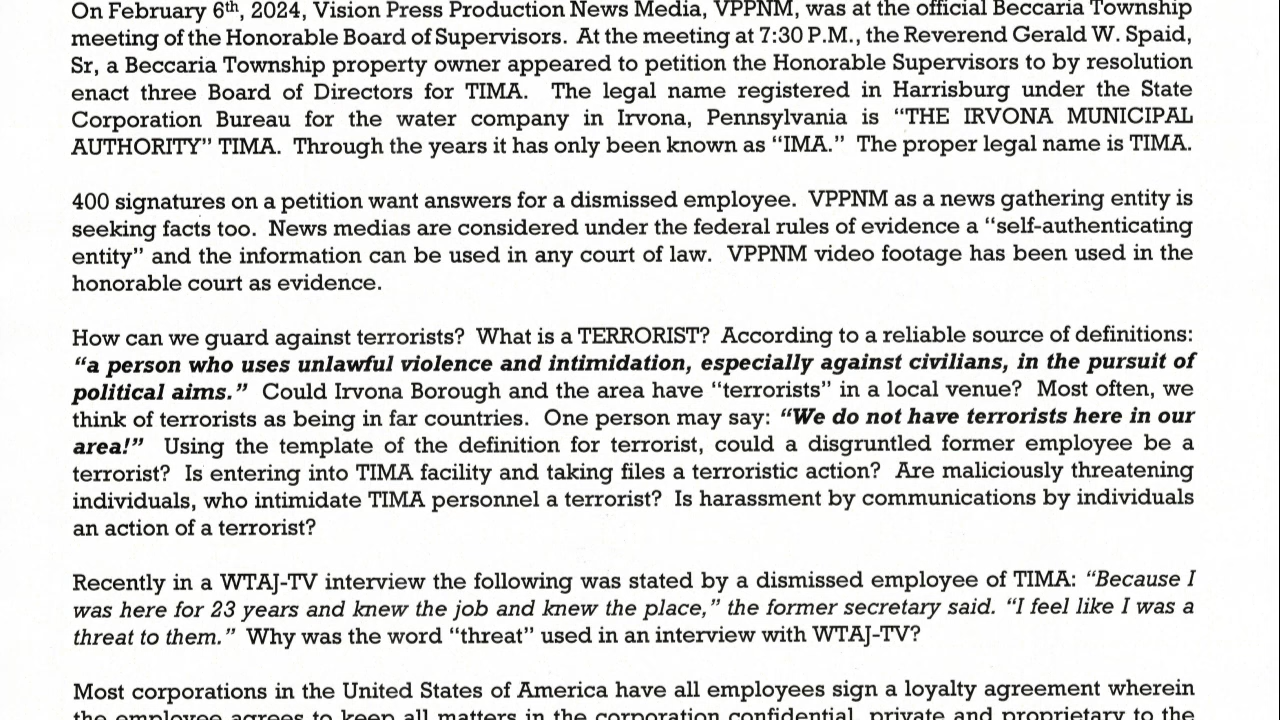 On February 6th, 2024, Vision Press Production News Media, VPPNM, was at the official Beccaria Township
meeting of the Honorable Board of Supervisors.  At the meeting at 7:30 P.M., the Reverend Gerald W. Spaid,
Sr, a Beccaria Township property owner appeared to petition the Honorable Supervisors to by resolution
enact three Board of Directors for TIMA.  The legal name registered in Harrisburg under the State
Corporation Bureau for the water company in Irvona, Pennsylvania is “THE IRVONA MUNICIPAL
AUTHORITY” TIMA.  Through the years it has only been known as “IMA.”  The proper legal name is TIMA.
400 signatures on a petition want answers for a dismissed employee.  VPPNM as a news gathering entity is
seeking facts too.  News medias are considered under the federal rules of evidence a “self-authenticating
entity” and the information can be used in any court of law.  VPPNM video footage has been used in the
honorable court as evidence.
How can we guard against terrorists?  What is a TERRORIST?  According to a reliable source of definitions:
“a person who uses unlawful violence and intimidation, especially against civilians, in the pursuit of
political aims.”  Could Irvona Borough and the area have “terrorists” in a local venue?  Most often, we
think of terrorists as being in far countries.  One person may say: “We do not have terrorists here in our
area!”  Using the template of the definition for terrorist, could a disgruntled former employee be a
terrorist?  Is entering into TIMA facility and taking files a terroristic action?  Are maliciously threatening
individuals, who intimidate TIMA personnel a terrorist?  Is harassment by communications by individuals
an action of a terrorist?
Recently in a WTAJ-TV interview the following was stated by a dismissed employee of TIMA: “Because I
was here for 23 years and knew the job and knew the place,” the former secretary said. “I feel like I was a
threat to them.”  Why was the word “threat” used in an interview with WTAJ-TV?
Most corporations in the United States of America have all employees sign a loyalty agreement wherein
the employee agrees to keep all matters in the corporation confidential, private and proprietary to the